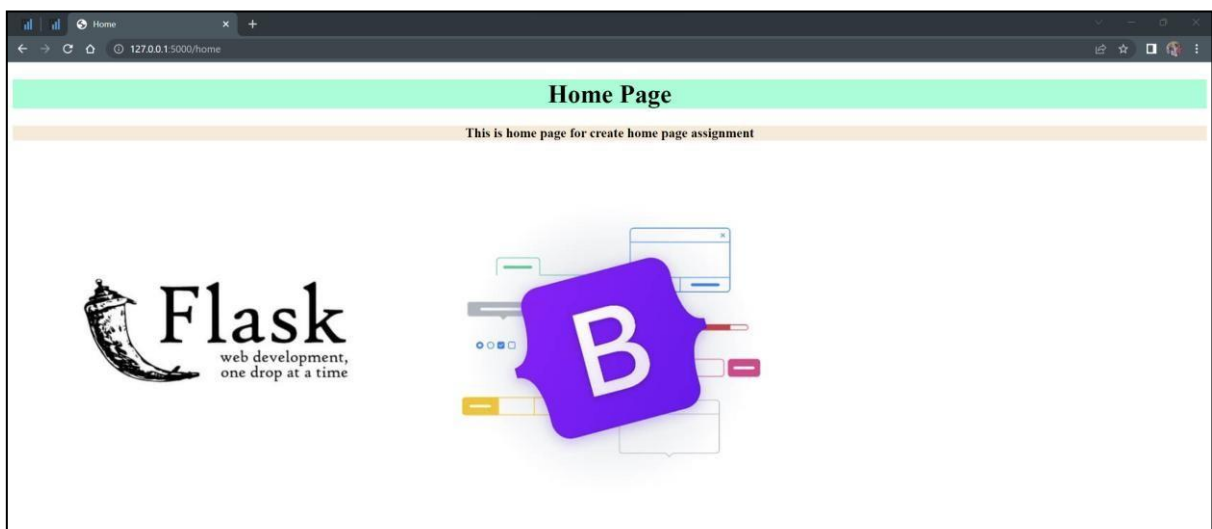 Home
127.0.0.1:5000/home
Home Page
This is home page for create home page assignment
Flask
web development,
one drop at a time
B